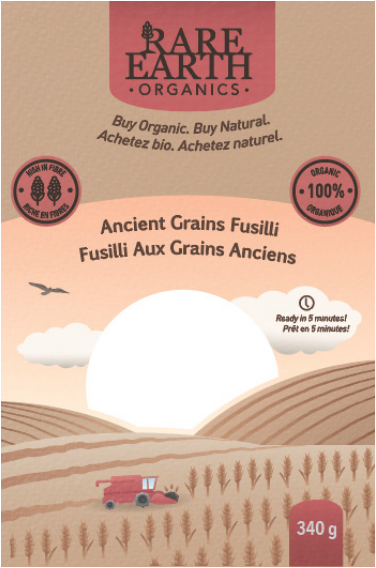 RARE
EARTH
• ORGANICS •
Buy Organic. Buy Natural.
Achetez bio. Achetez naturel.
HIGH IN FIBRE
RICHE EN FIBRES
ORGANIC
• 100% •
ORGANIQUE
Ancient Grains Fusilli
Fusilli Aux Grains Anciens
Ready in 5 minutes!
Prêt en 5 minutes!
340 g